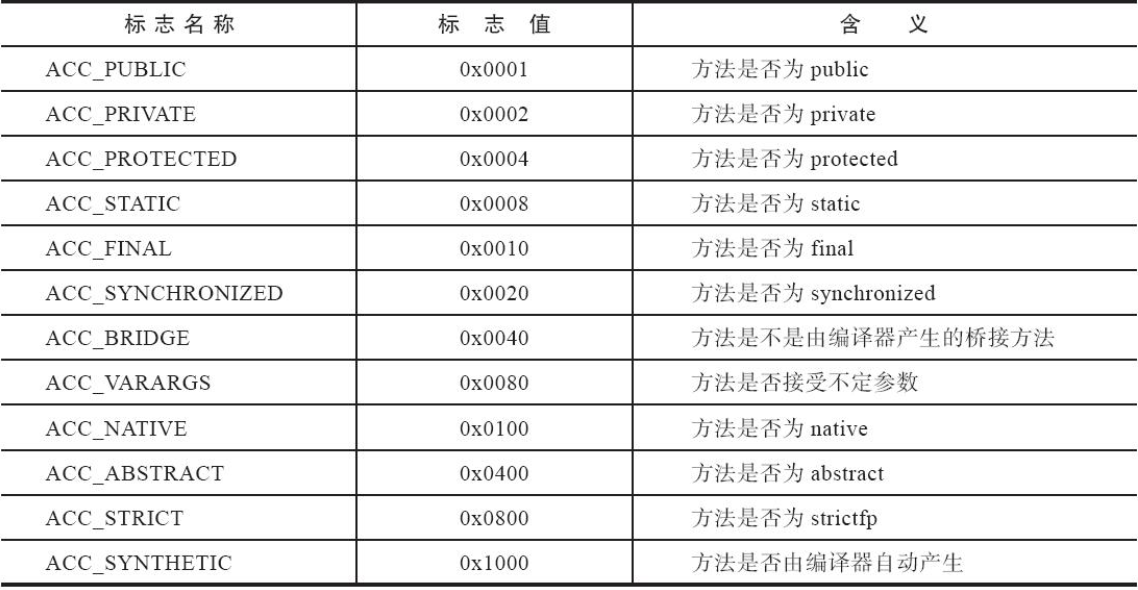 标志名称 标志值 含义
ACC_PUBLIC 0x0001 方法是否为 public
ACC_PRIVATE 0x0002 方法是否为 private
ACC_PROTECTED 0x0004 方法是否为 protected
ACC_STATIC 0x0008 方法是否为 static
ACC_FINAL 0x0010 方法是否为 final
ACC_SYNCHRONIZED 0x0020 方法是否为 synchronized
ACC_BRIDGE 0x0040 方法是不是由编译器产生的桥接方法
ACC_VARARGS 0x0080 方法是否接受不定参数
ACC_NATIVE 0x0100 方法是否为 native
ACC_ABSTRACT 0x0400 方法是否为 abstract
ACC_STRICT 0x0800 方法是否为 strictfp
ACC_SYNTHETIC 0x1000 方法是否由编译器自动产生